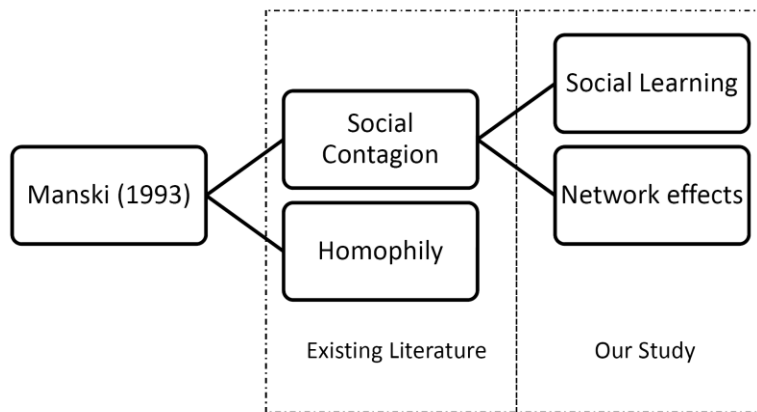 Manski (1993)
Social
Contagion
Homophily
Existing Literature
Social Learning
Network effects
Our Study